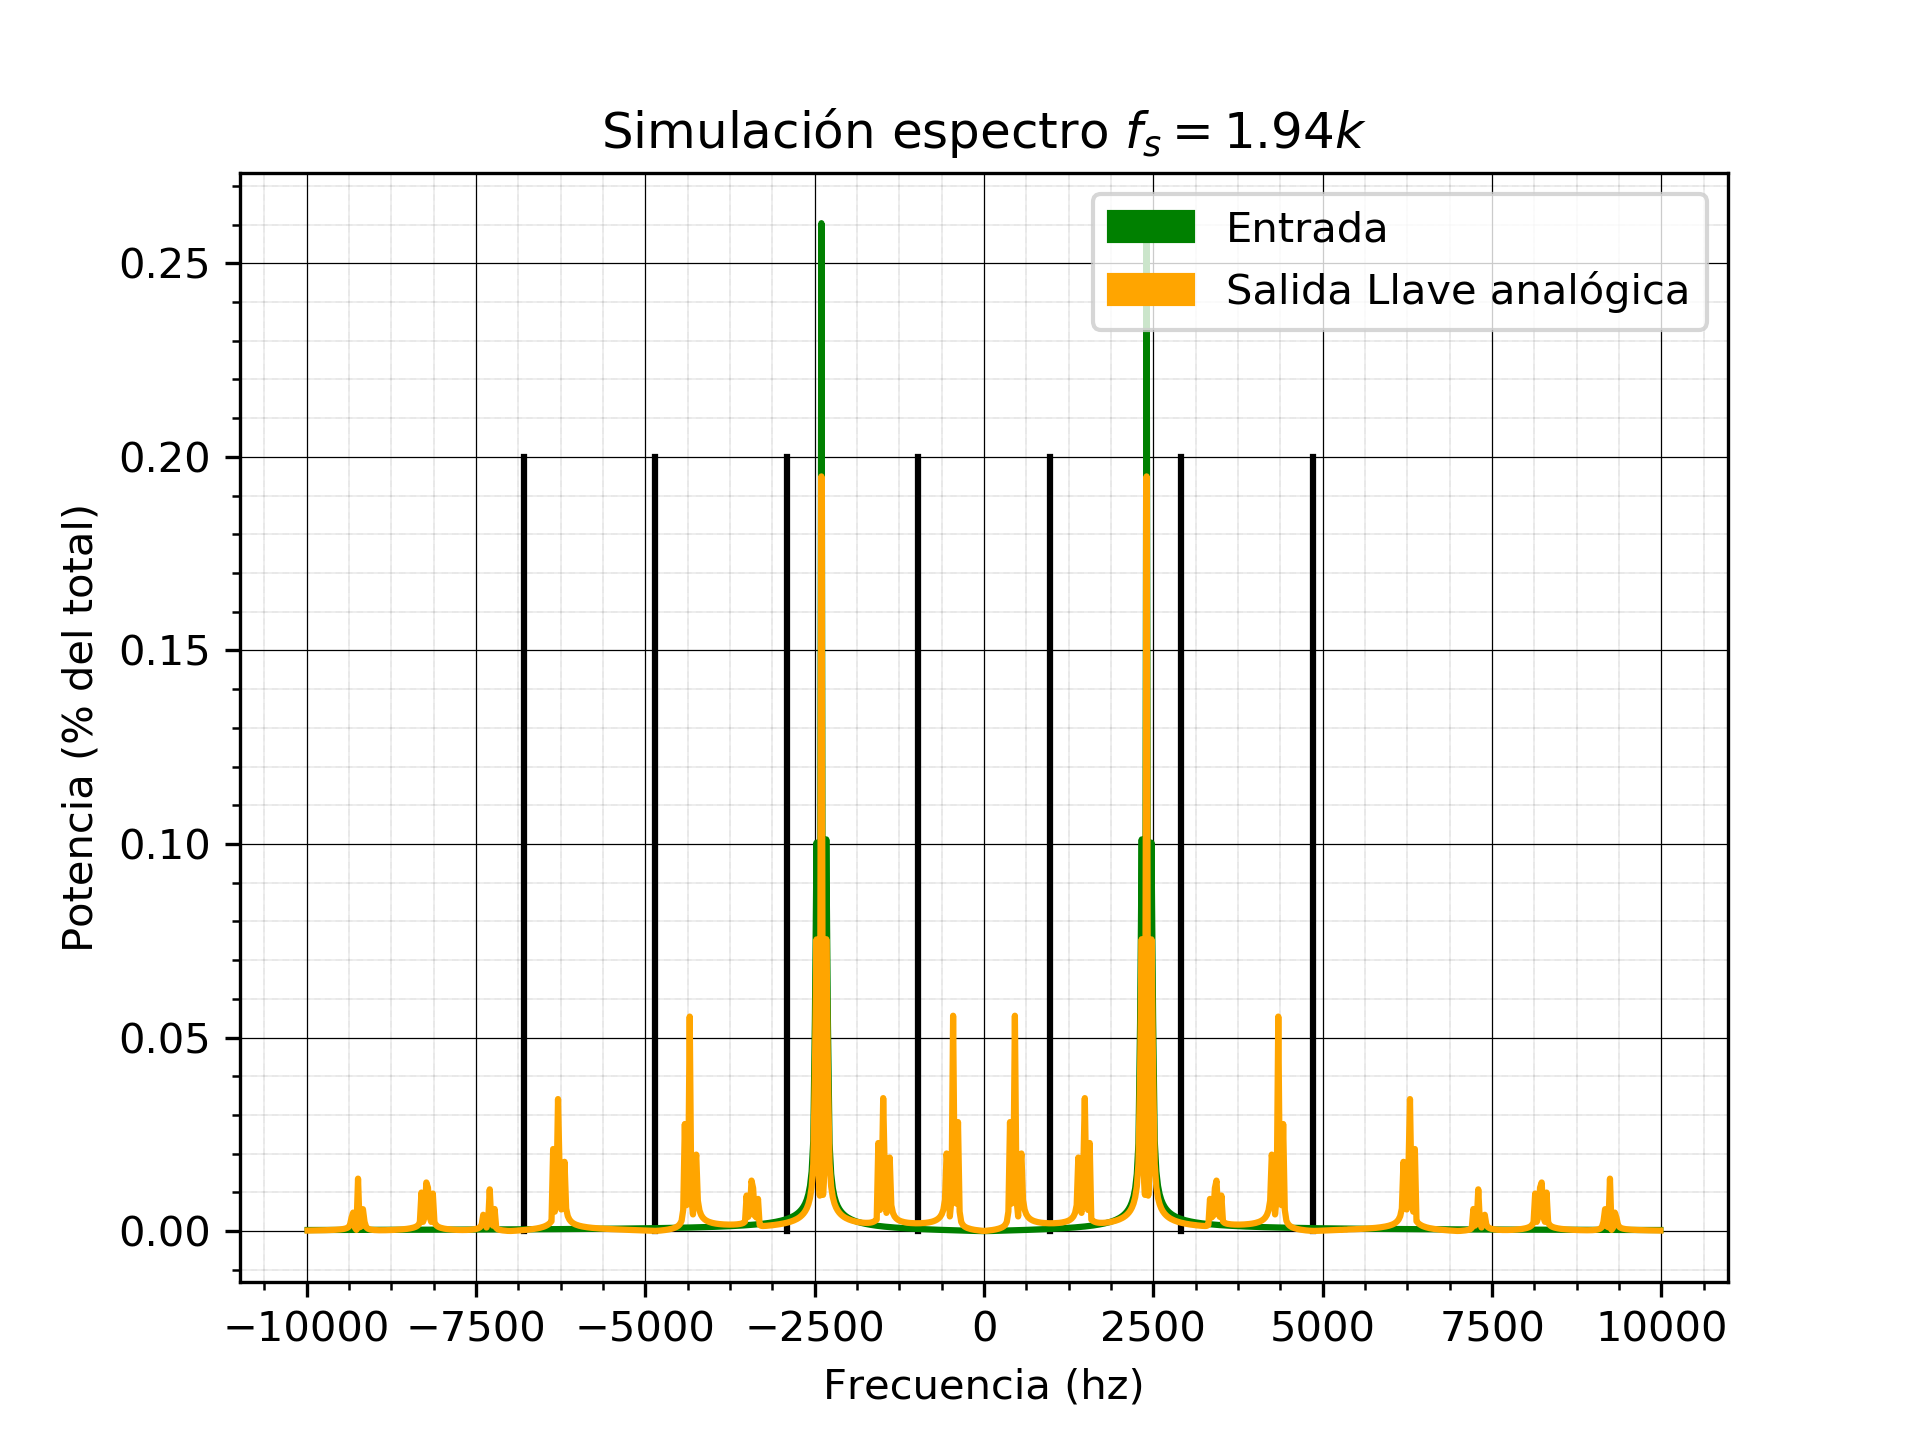 Simulación espectro $f_s = 1.94k$
Entrada
Salida Llave analógica
Potencia (% del total)
0.25
0.20
0.15
0.10
0.05
0.00
−10000 −7500 −5000 −2500 0 2500 5000 7500 10000
Frecuencia (hz)